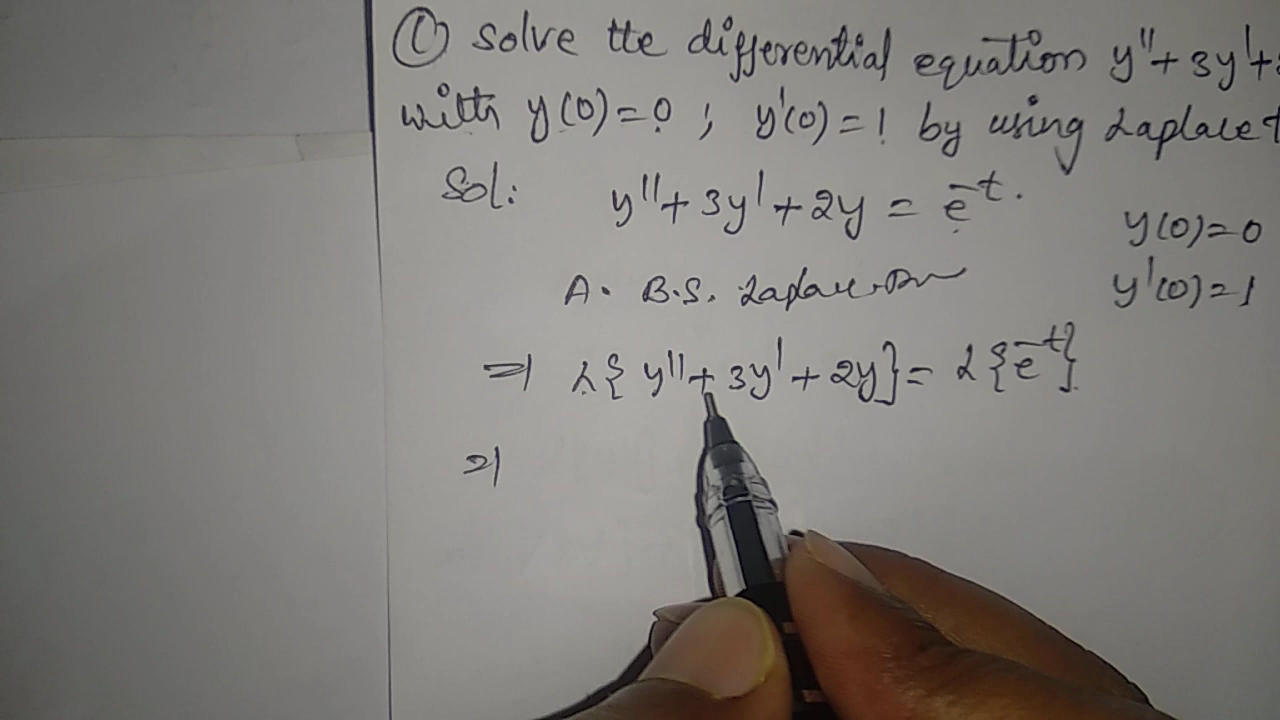 ① Solve tte differential equation y''+ 3y'+
with y(0)=0 ; y'(0)=1 by using Laplace t
Sol: y''+ 3y'+2y = e^-t.
y(0)=0
A. B.S. Laplace
y'(0)=1
⇒ L{ y''+ 3y'+ 2y}= L{e^-t}
⇒